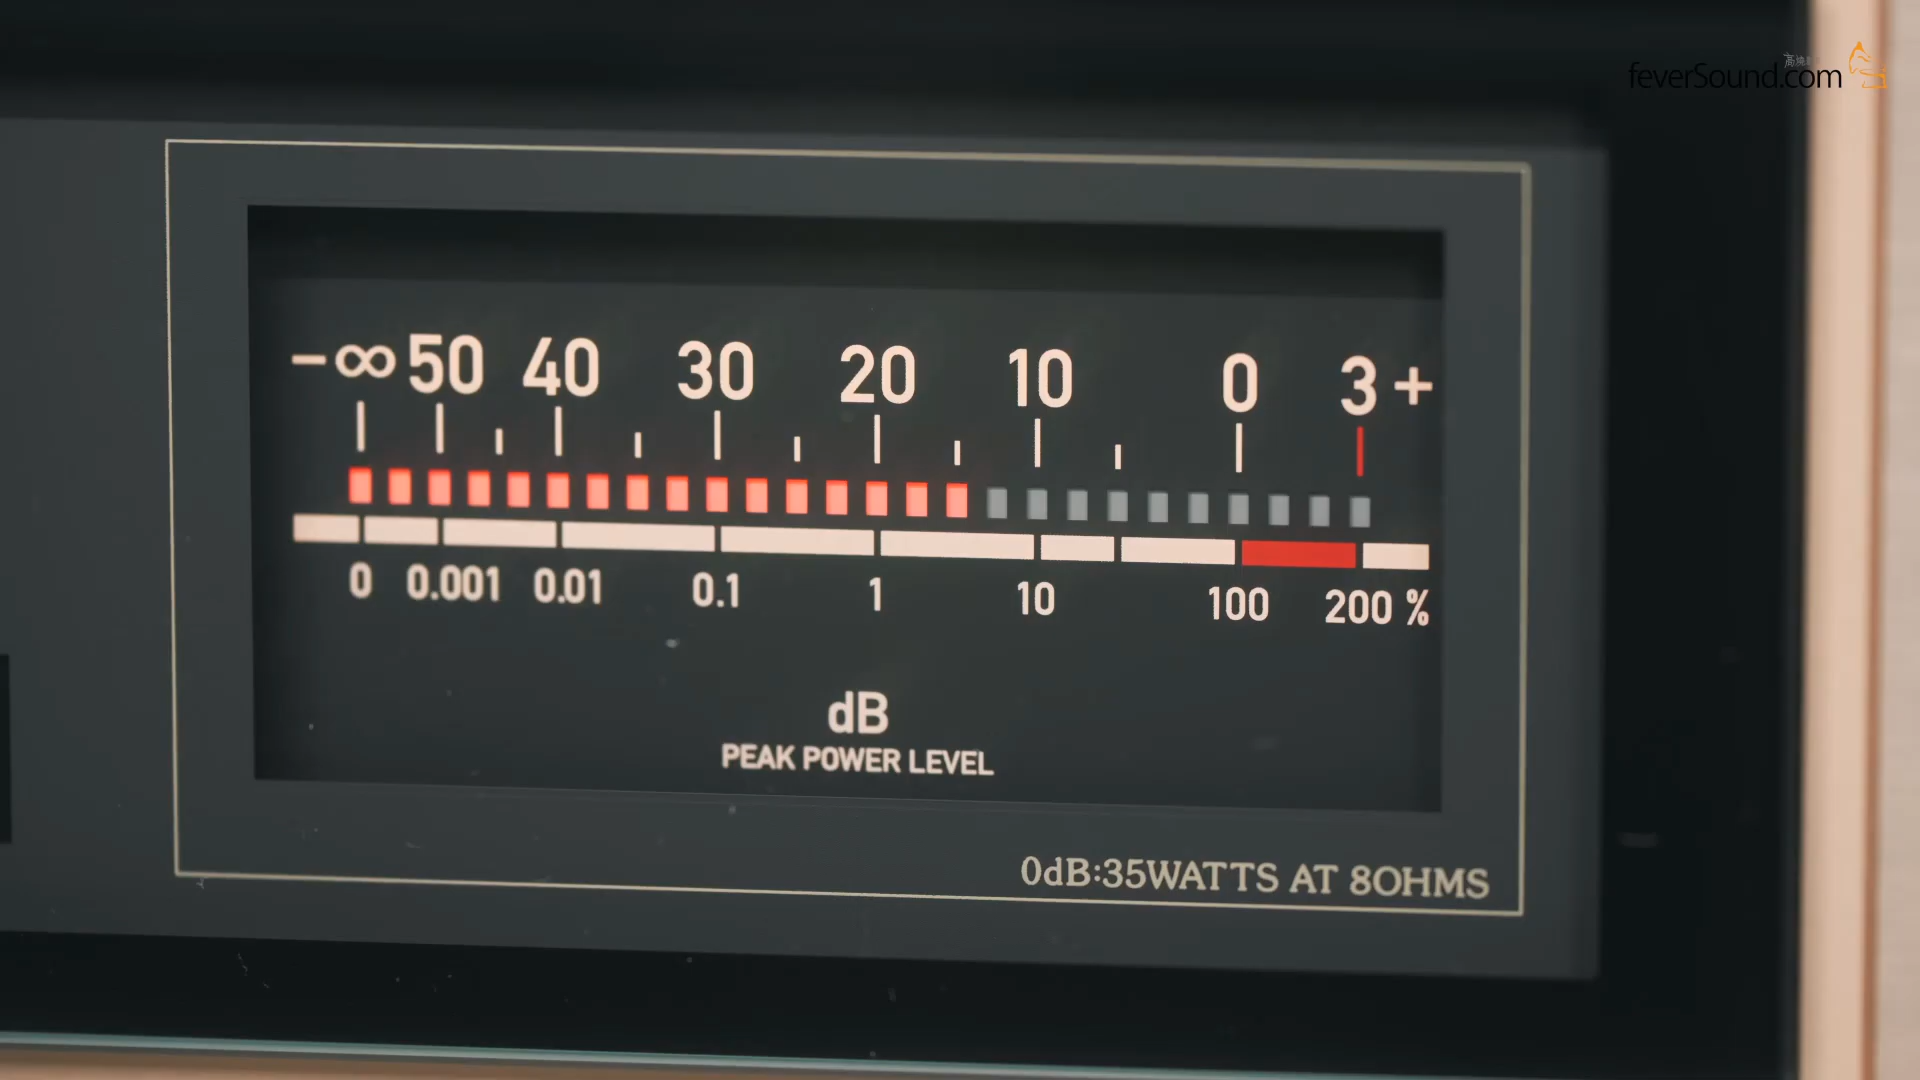 feverSound.com
-∞ 50 40 30 20 10 0 3 +
0 0.001 0.01 0.1 1 10 100 200 %
dB
PEAK POWER LEVEL
0dB:35WATTS AT 8OHMS